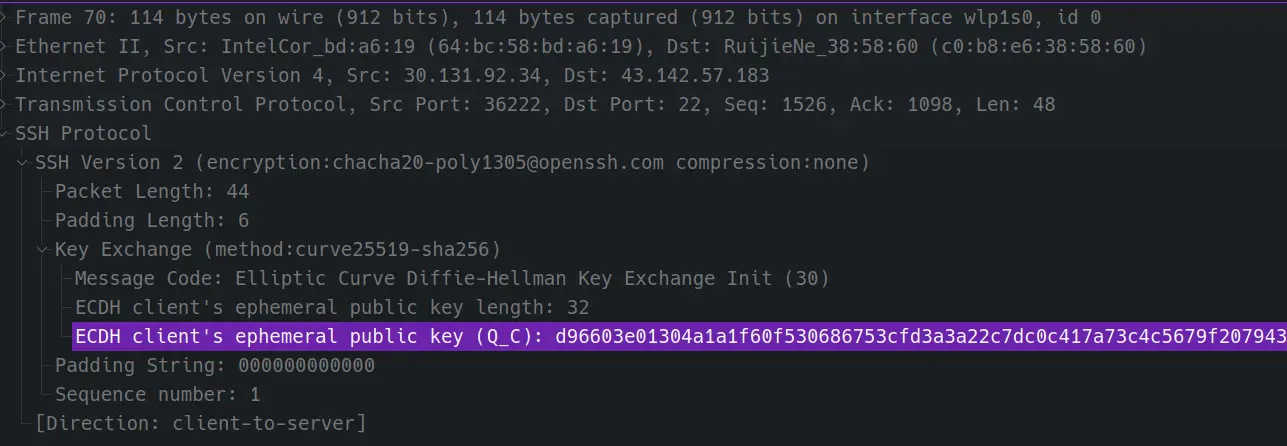 Frame 70: 114 bytes on wire (912 bits), 114 bytes captured (912 bits) on interface wlp1s0, id 0
Ethernet II, Src: IntelCor_bd:a6:19 (64:bc:58:bd:a6:19), Dst: RuijieNe_38:58:60 (c0:b8:e6:38:58:60)
Internet Protocol Version 4, Src: 30.131.92.34, Dst: 43.142.57.183
Transmission Control Protocol, Src Port: 36222, Dst Port: 22, Seq: 1526, Ack: 1098, Len: 48
SSH Protocol
SSH Version 2 (encryption:chacha20-poly1305@openssh.com compression:none)
Packet Length: 44
Padding Length: 6
Key Exchange (method:curve25519-sha256)
Message Code: Elliptic Curve Diffie-Hellman Key Exchange Init (30)
ECDH client's ephemeral public key length: 32
ECDH client's ephemeral public key (Q_C): d96603e01304a1a1f60f530686753cfd3a3a22c7dc0c417a73c4c5679f207943
Padding String: 000000000000
Sequence number: 1
[Direction: client-to-server]